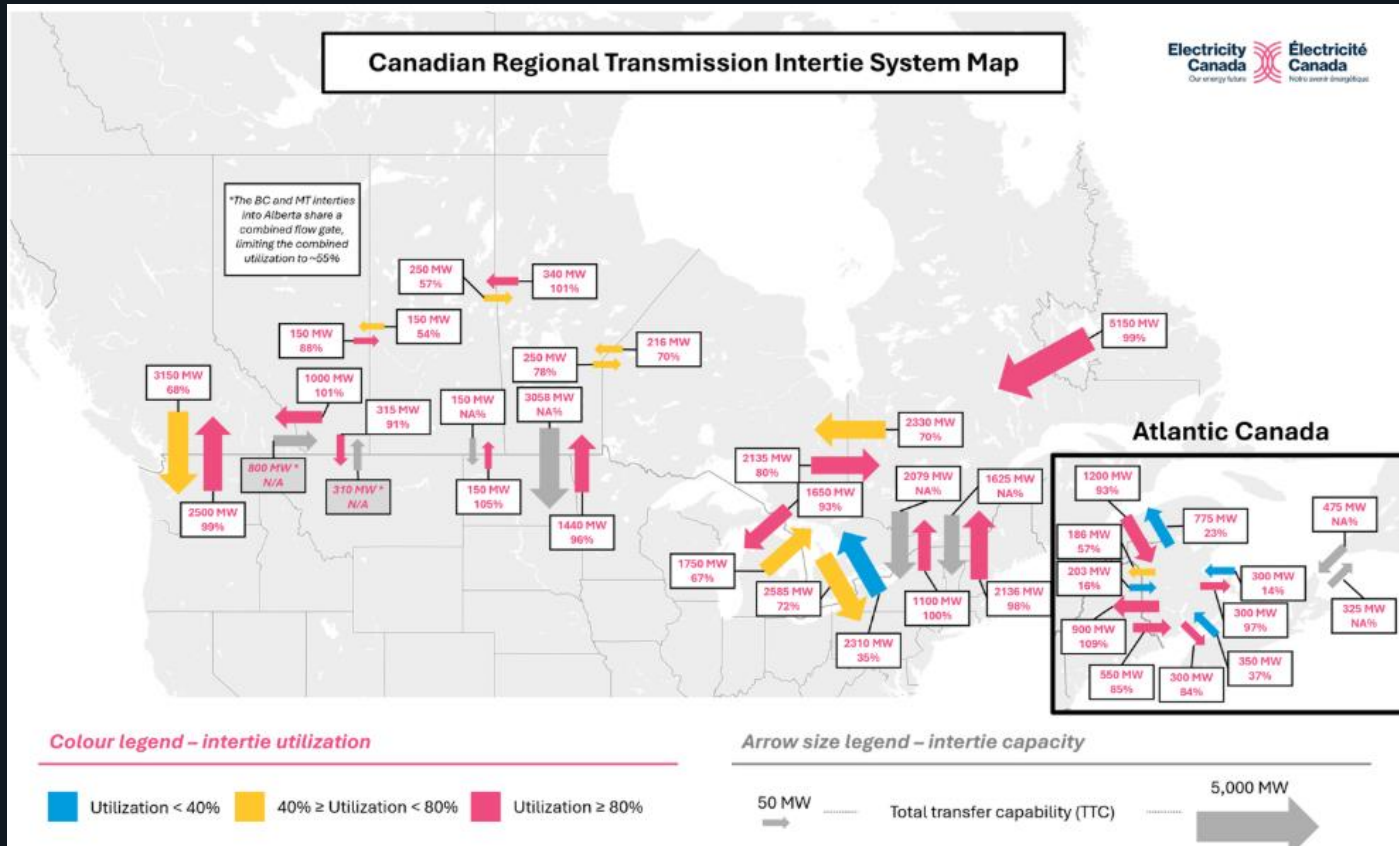 Canadian Regional Transmission Intertie System Map
Electricity
Canada
Our energy future
Électricité
Canada
Notre avenir énergétique
*The BC and MT interties
into Alberta share a
combined flow gate,
limiting the combined
utilization to ~55%
250 MW
57%
340 MW
101%
150 MW
88%
150 MW
54%
250 MW
78%
216 MW
70%
5150 MW
99%
3150 MW
68%
1000 MW
101%
315 MW
91%
150 MW
NA%
3058 MW
NA%
800 MW *
N/A
310 MW *
N/A
2500 MW
99%
150 MW
105%
1440 MW
96%
2330 MW
70%
2135 MW
80%
1650 MW
93%
2079 MW
NA%
1625 MW
NA%
1750 MW
67%
2585 MW
72%
2310 MW
35%
1100 MW
100%
2136 MW
98%
Atlantic Canada
1200 MW
93%
775 MW
23%
475 MW
NA%
186 MW
57%
203 MW
16%
300 MW
14%
325 MW
NA%
900 MW
109%
300 MW
97%
550 MW
85%
300 MW
84%
350 MW
37%
Colour legend – intertie utilization
Utilization < 40%
40% ≥ Utilization < 80%
Utilization ≥ 80%
Arrow size legend – intertie capacity
50 MW
Total transfer capability (TTC)
5,000 MW